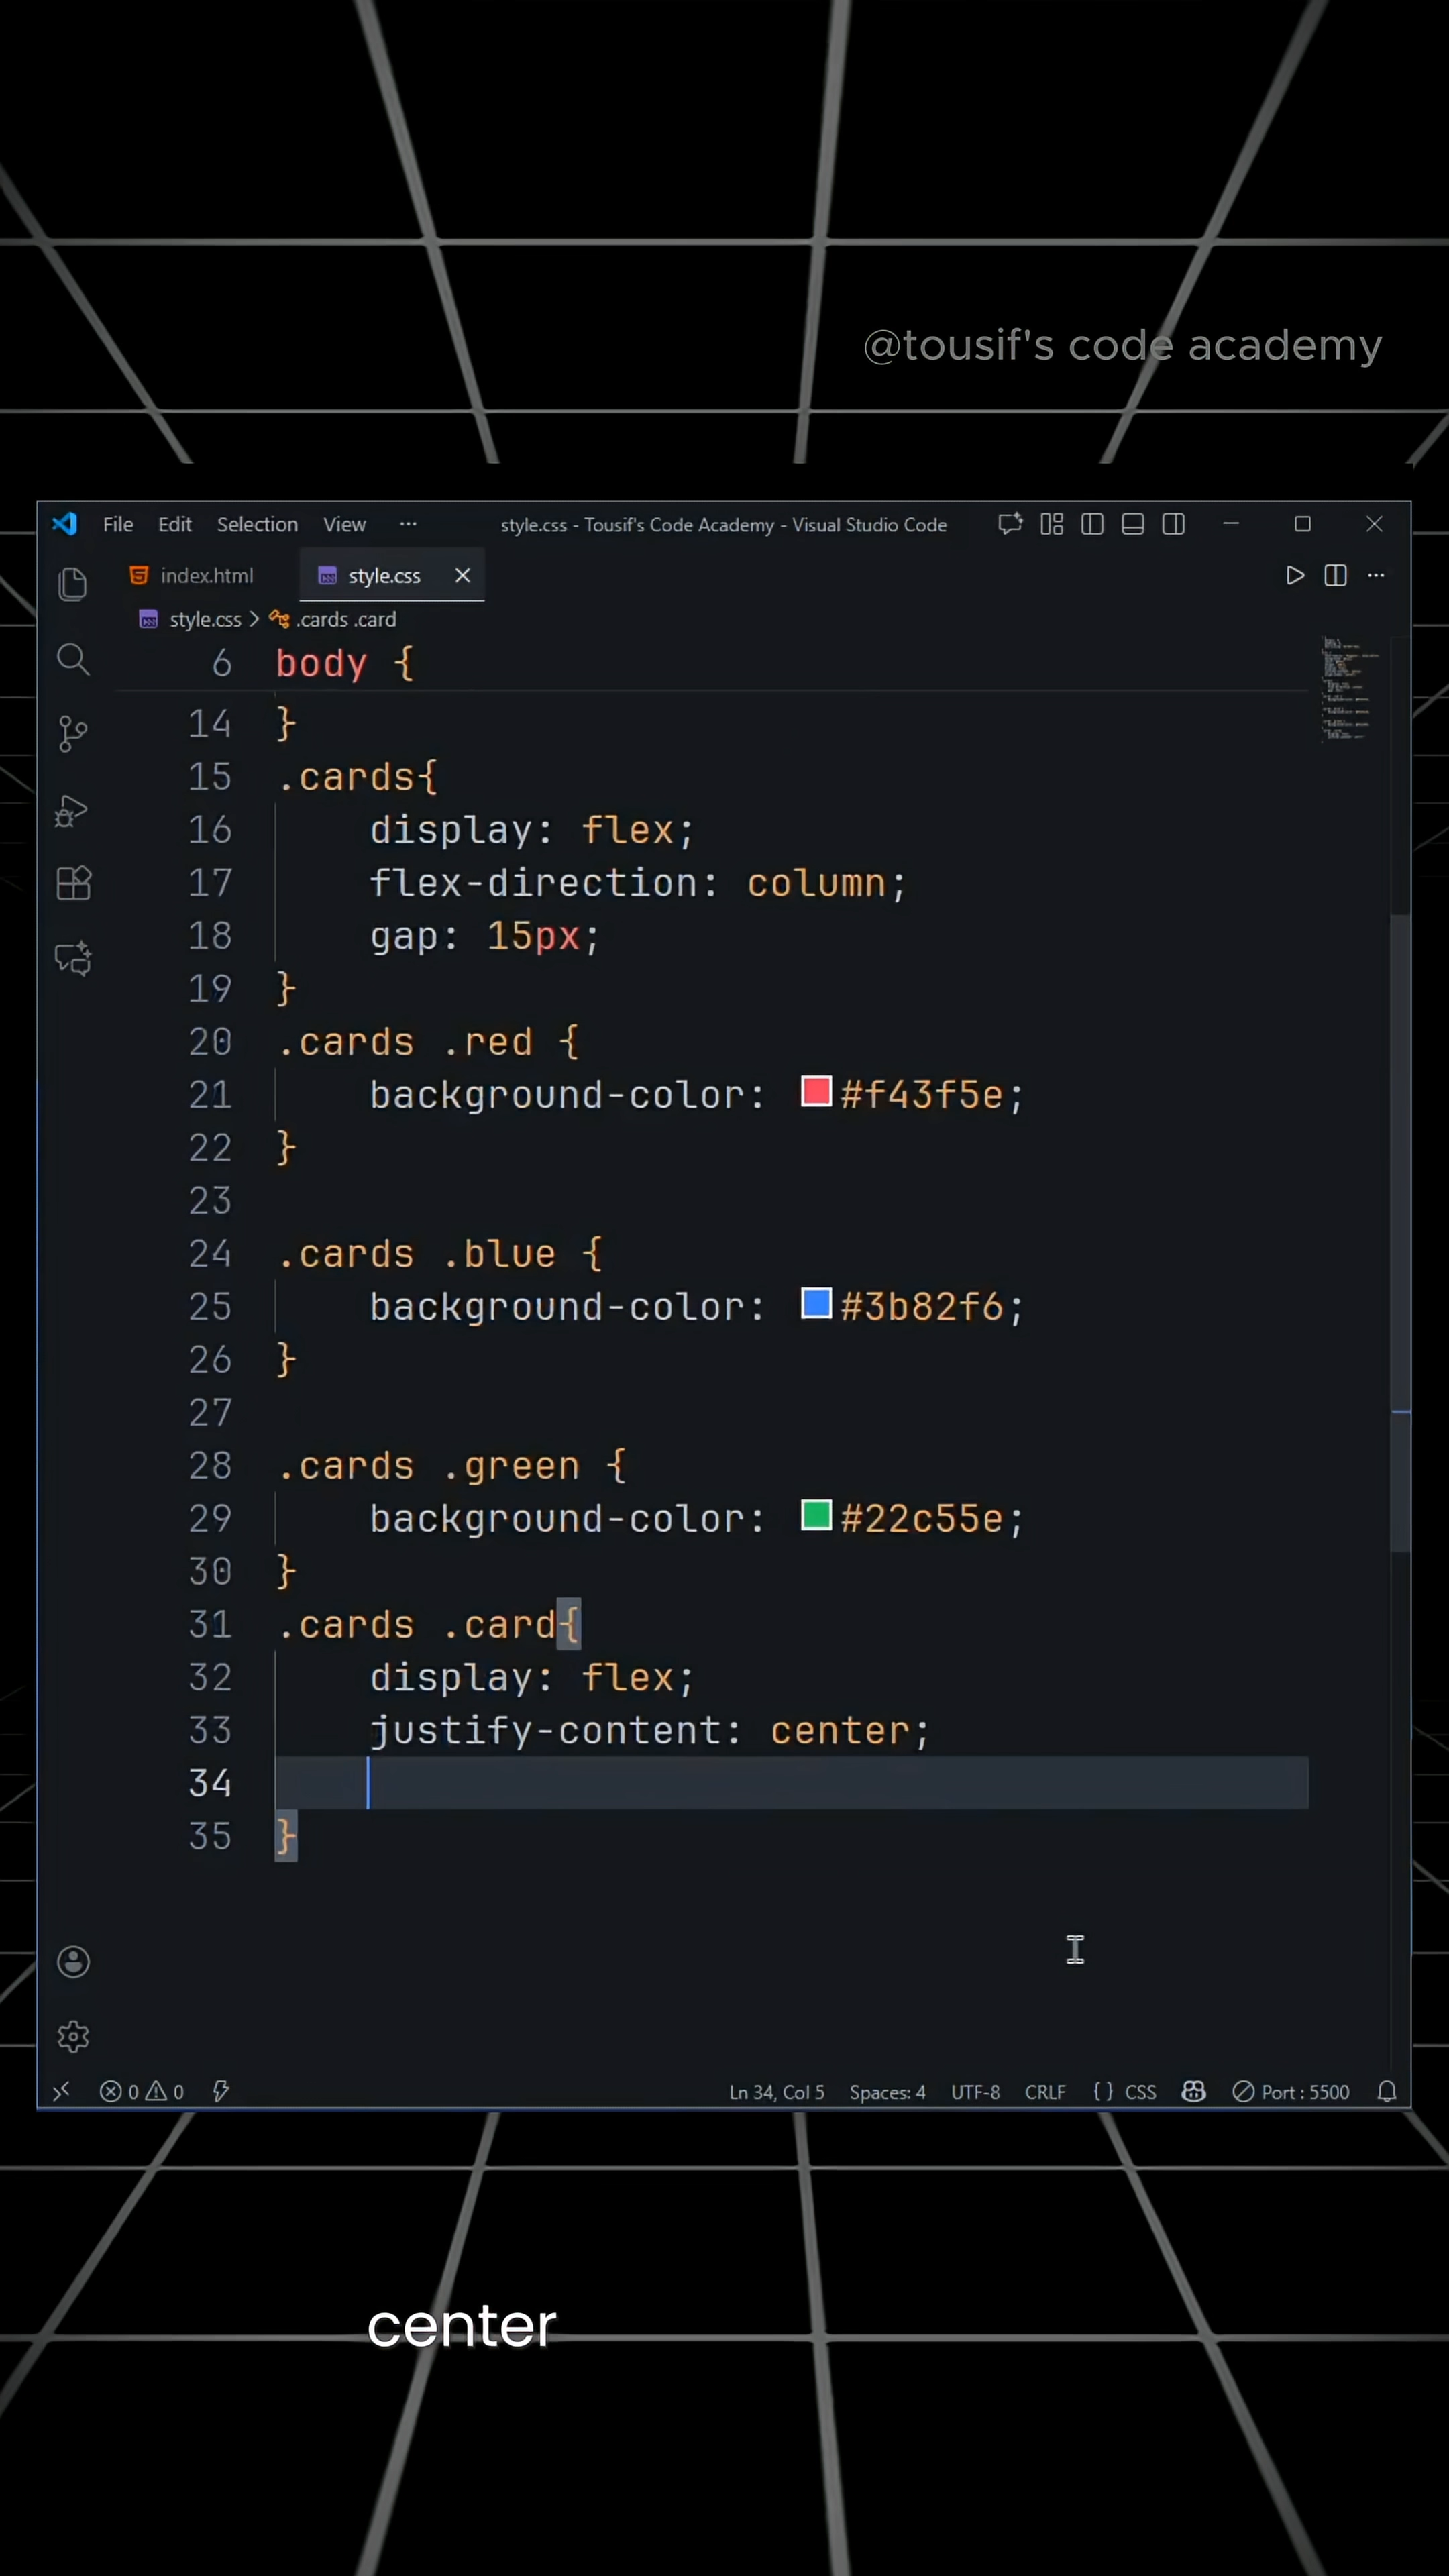 @tousif's code academy
File Edit Selection View ··· style.css - Tousif's Code Academy - Visual Studio Code
index.html style.css
style.css > .cards .card
6 body {
14 }
15 .cards{
16 display: flex;
17 flex-direction: column;
18 gap: 15px;
19 }
20 .cards .red {
21 background-color: #f43f5e;
22 }
23
24 .cards .blue {
25 background-color: #3b82f6;
26 }
27
28 .cards .green {
29 background-color: #22c55e;
30 }
31 .cards .card{
32 display: flex;
33 justify-content: center;
34
35 }
0 0 Ln 34, Col 5 Spaces: 4 UTF-8 CRLF {} CSS Port : 5500
center